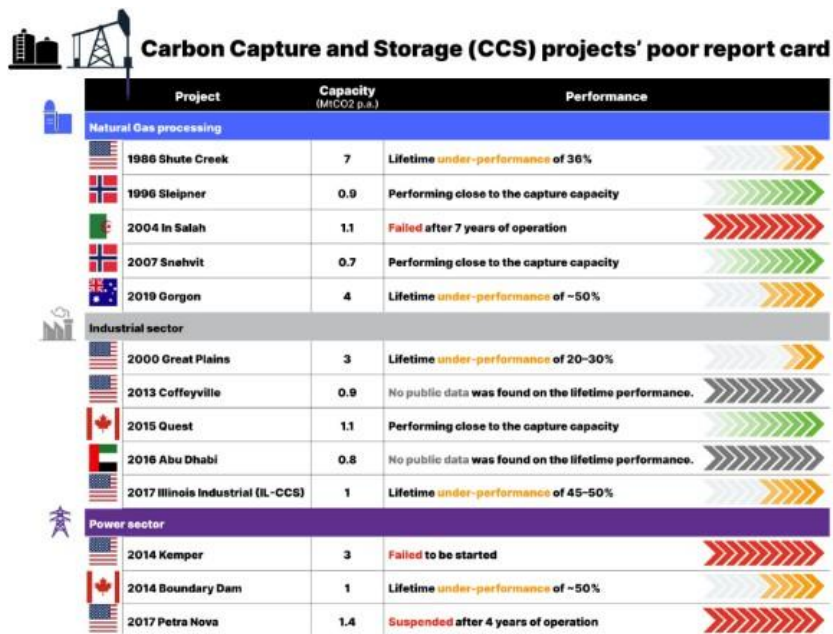 Carbon Capture and Storage (CCS) projects' poor report card
Project Capacity (MtCO2 p.a.) Performance
Natural Gas processing
1986 Shute Creek 7 Lifetime under-performance of 36%
1996 Sleipner 0.9 Performing close to the capture capacity
2004 In Salah 1.1 Failed after 7 years of operation
2007 Snøhvit 0.7 Performing close to the capture capacity
2019 Gorgon 4 Lifetime under-performance of ~50%
Industrial sector
2000 Great Plains 3 Lifetime under-performance of 20–30%
2013 Coffeyville 0.9 No public data was found on the lifetime performance.
2015 Quest 1.1 Performing close to the capture capacity
2016 Abu Dhabi 0.8 No public data was found on the lifetime performance.
2017 Illinois Industrial (IL-CCS) 1 Lifetime under-performance of 45–50%
Power sector
2014 Kemper 3 Failed to be started
2014 Boundary Dam 1 Lifetime under-performance of ~50%
2017 Petra Nova 1.4 Suspended after 4 years of operation